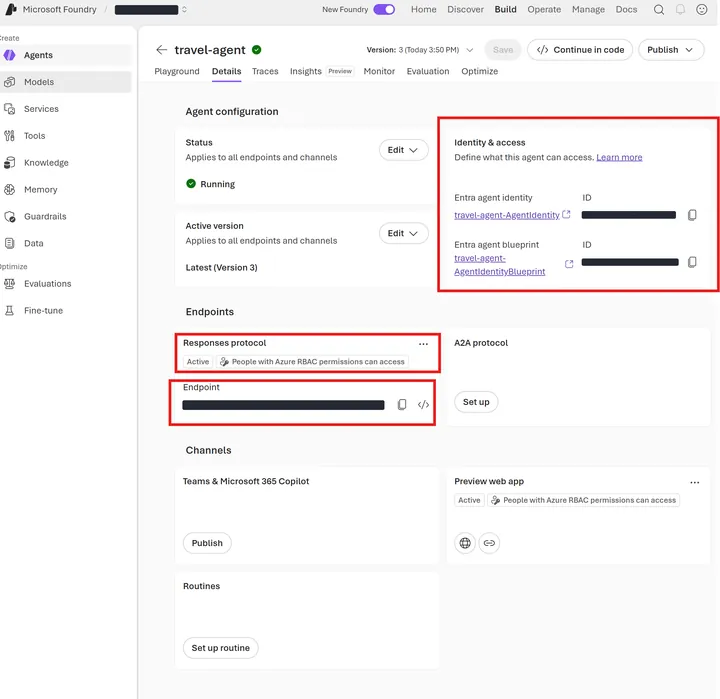 Microsoft Foundry /
New Foundry Home Discover Build Operate Manage Docs
Create
Agents
Models
Services
Tools
Knowledge
Memory
Guardrails
Data
Optimize
Evaluations
Fine-tune
travel-agent
Version: 3 (Today 3:50 PM)
Save
Continue in code
Publish
Playground Details Traces Insights Preview Monitor Evaluation Optimize
Agent configuration
Status
Applies to all endpoints and channels
Edit
Running
Active version
Applies to all endpoints and channels
Edit
Latest (Version 3)
Identity & access
Define what this agent can access. Learn more
Entra agent identity ID
travel-agent-AgentIdentity
Entra agent blueprint ID
travel-agent-
AgentIdentityBlueprint
Endpoints
Responses protocol
Active People with Azure RBAC permissions can access
Endpoint
A2A protocol
Set up
Channels
Teams & Microsoft 365 Copilot
Publish
Preview web app
Active People with Azure RBAC permissions can access
Routines
Set up routine